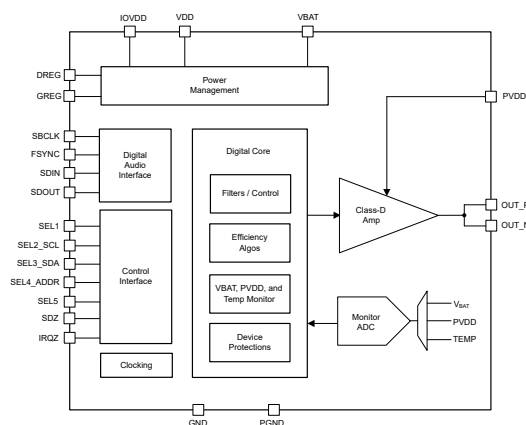 IOVDD
VDD
VBAT
DREG
GREG
Power
Management
PVDD
SBCLK
FSYNC
SDIN
SDOUT
Digital
Audio
Interface
Digital Core
Filters / Control
Efficiency
Algos
VBAT, PVDD, and
Temp Monitor
Device
Protections
Class-D
Amp
OUT_P
OUT_N
SEL1
SEL2_SCL
SEL3_SDA
SEL4_ADDR
SEL5
SDZ
IRQZ
Control
Interface
Clocking
Monitor
ADC
VBAT
PVDD
TEMP
GND
PGND